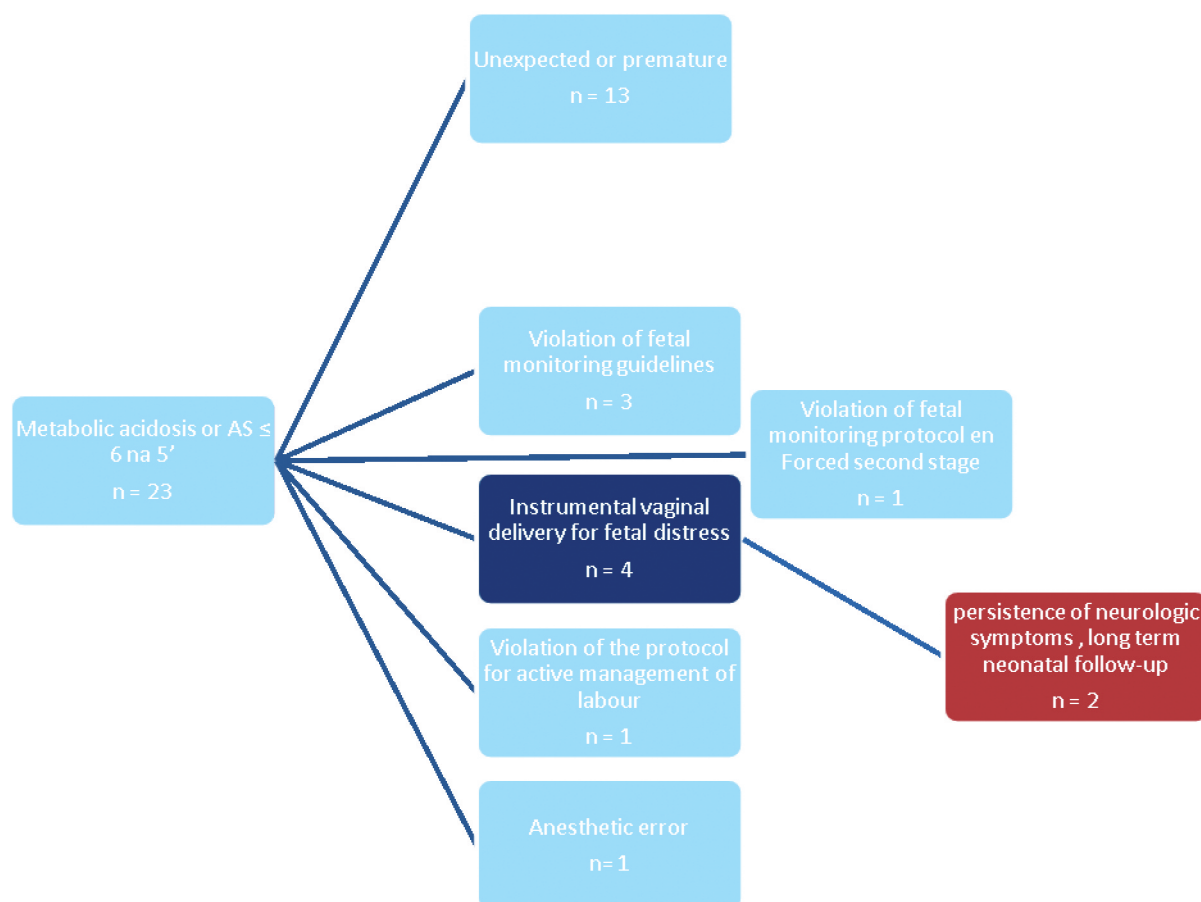 Unexpected or premature
n = 13
Violation of fetal
monitoring guidelines
n = 3
Metabolic acidosis or AS ≤
6 na 5’
n = 23
Violation of fetal
monitoring protocol en
Forced second stage
n = 1
Instrumental vaginal
delivery for fetal distress
n = 4
persistence of neurologic
symptoms , long term
neonatal follow-up
n = 2
Violation of the protocol
for active management of
labour
n = 1
Anesthetic error
n= 1